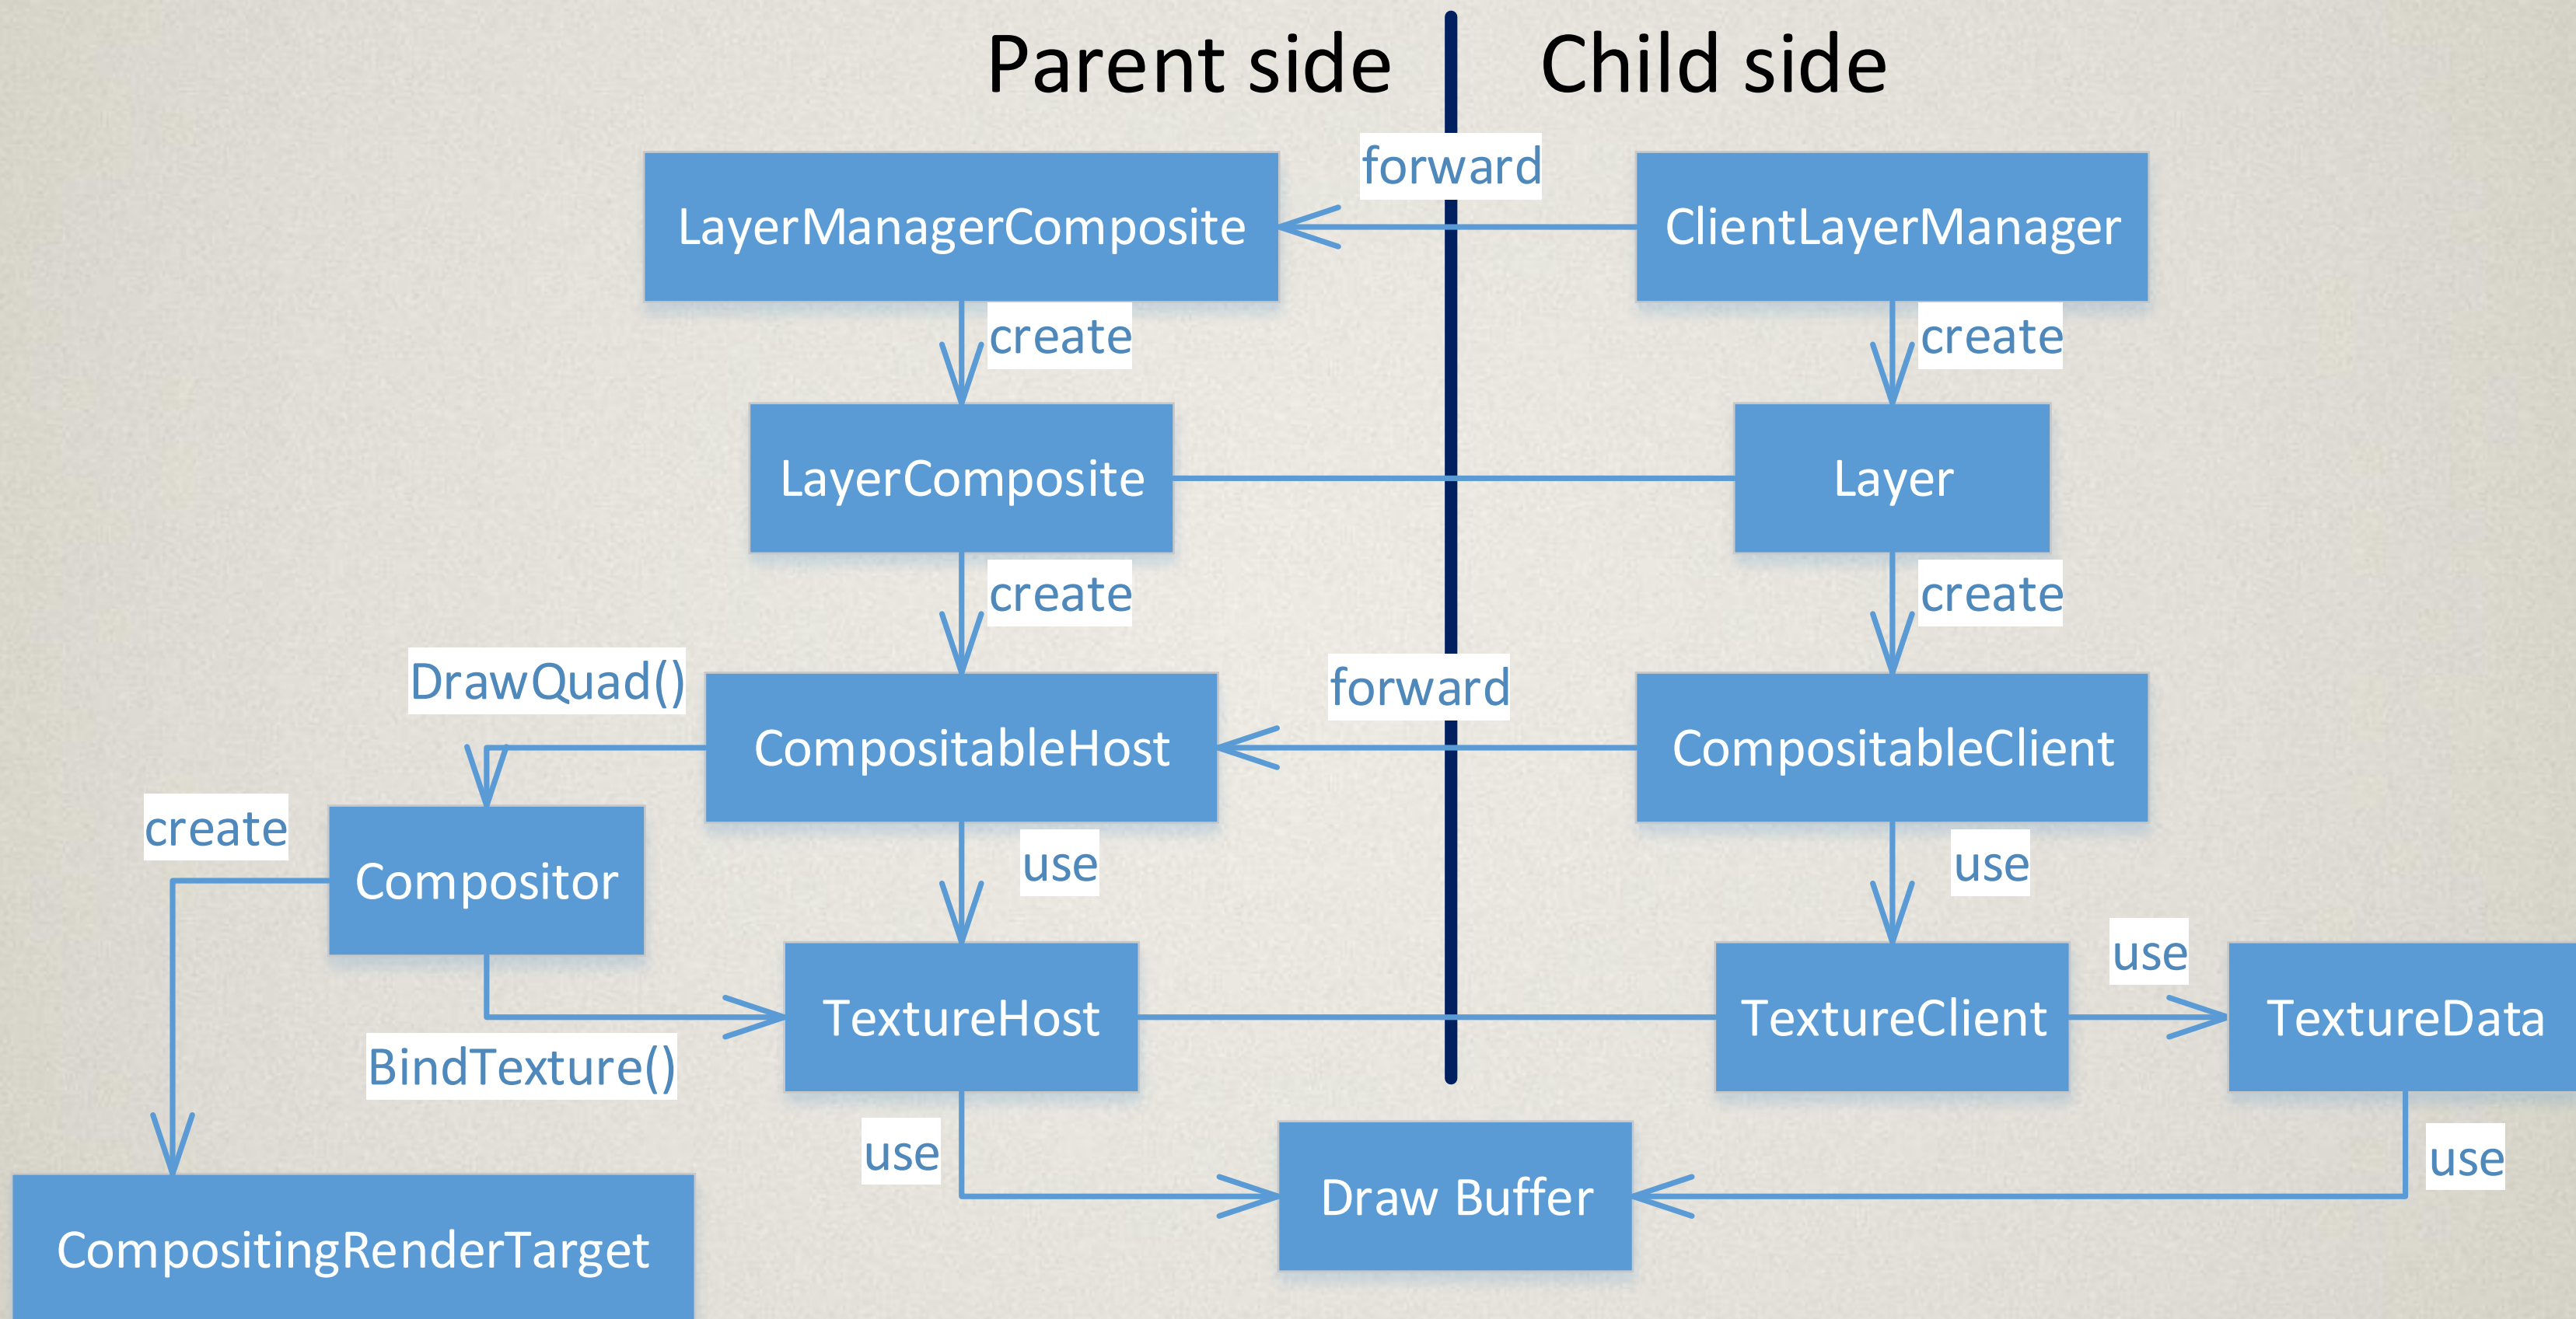 Parent side
Child side
forward
LayerManagerComposite
ClientLayerManager
create
create
LayerComposite
Layer
create
create
DrawQuad()
forward
CompositableHost
CompositableClient
create
Compositor
use
use
use
TextureHost
TextureClient
TextureData
BindTexture()
use
use
Draw Buffer
CompositingRenderTarget